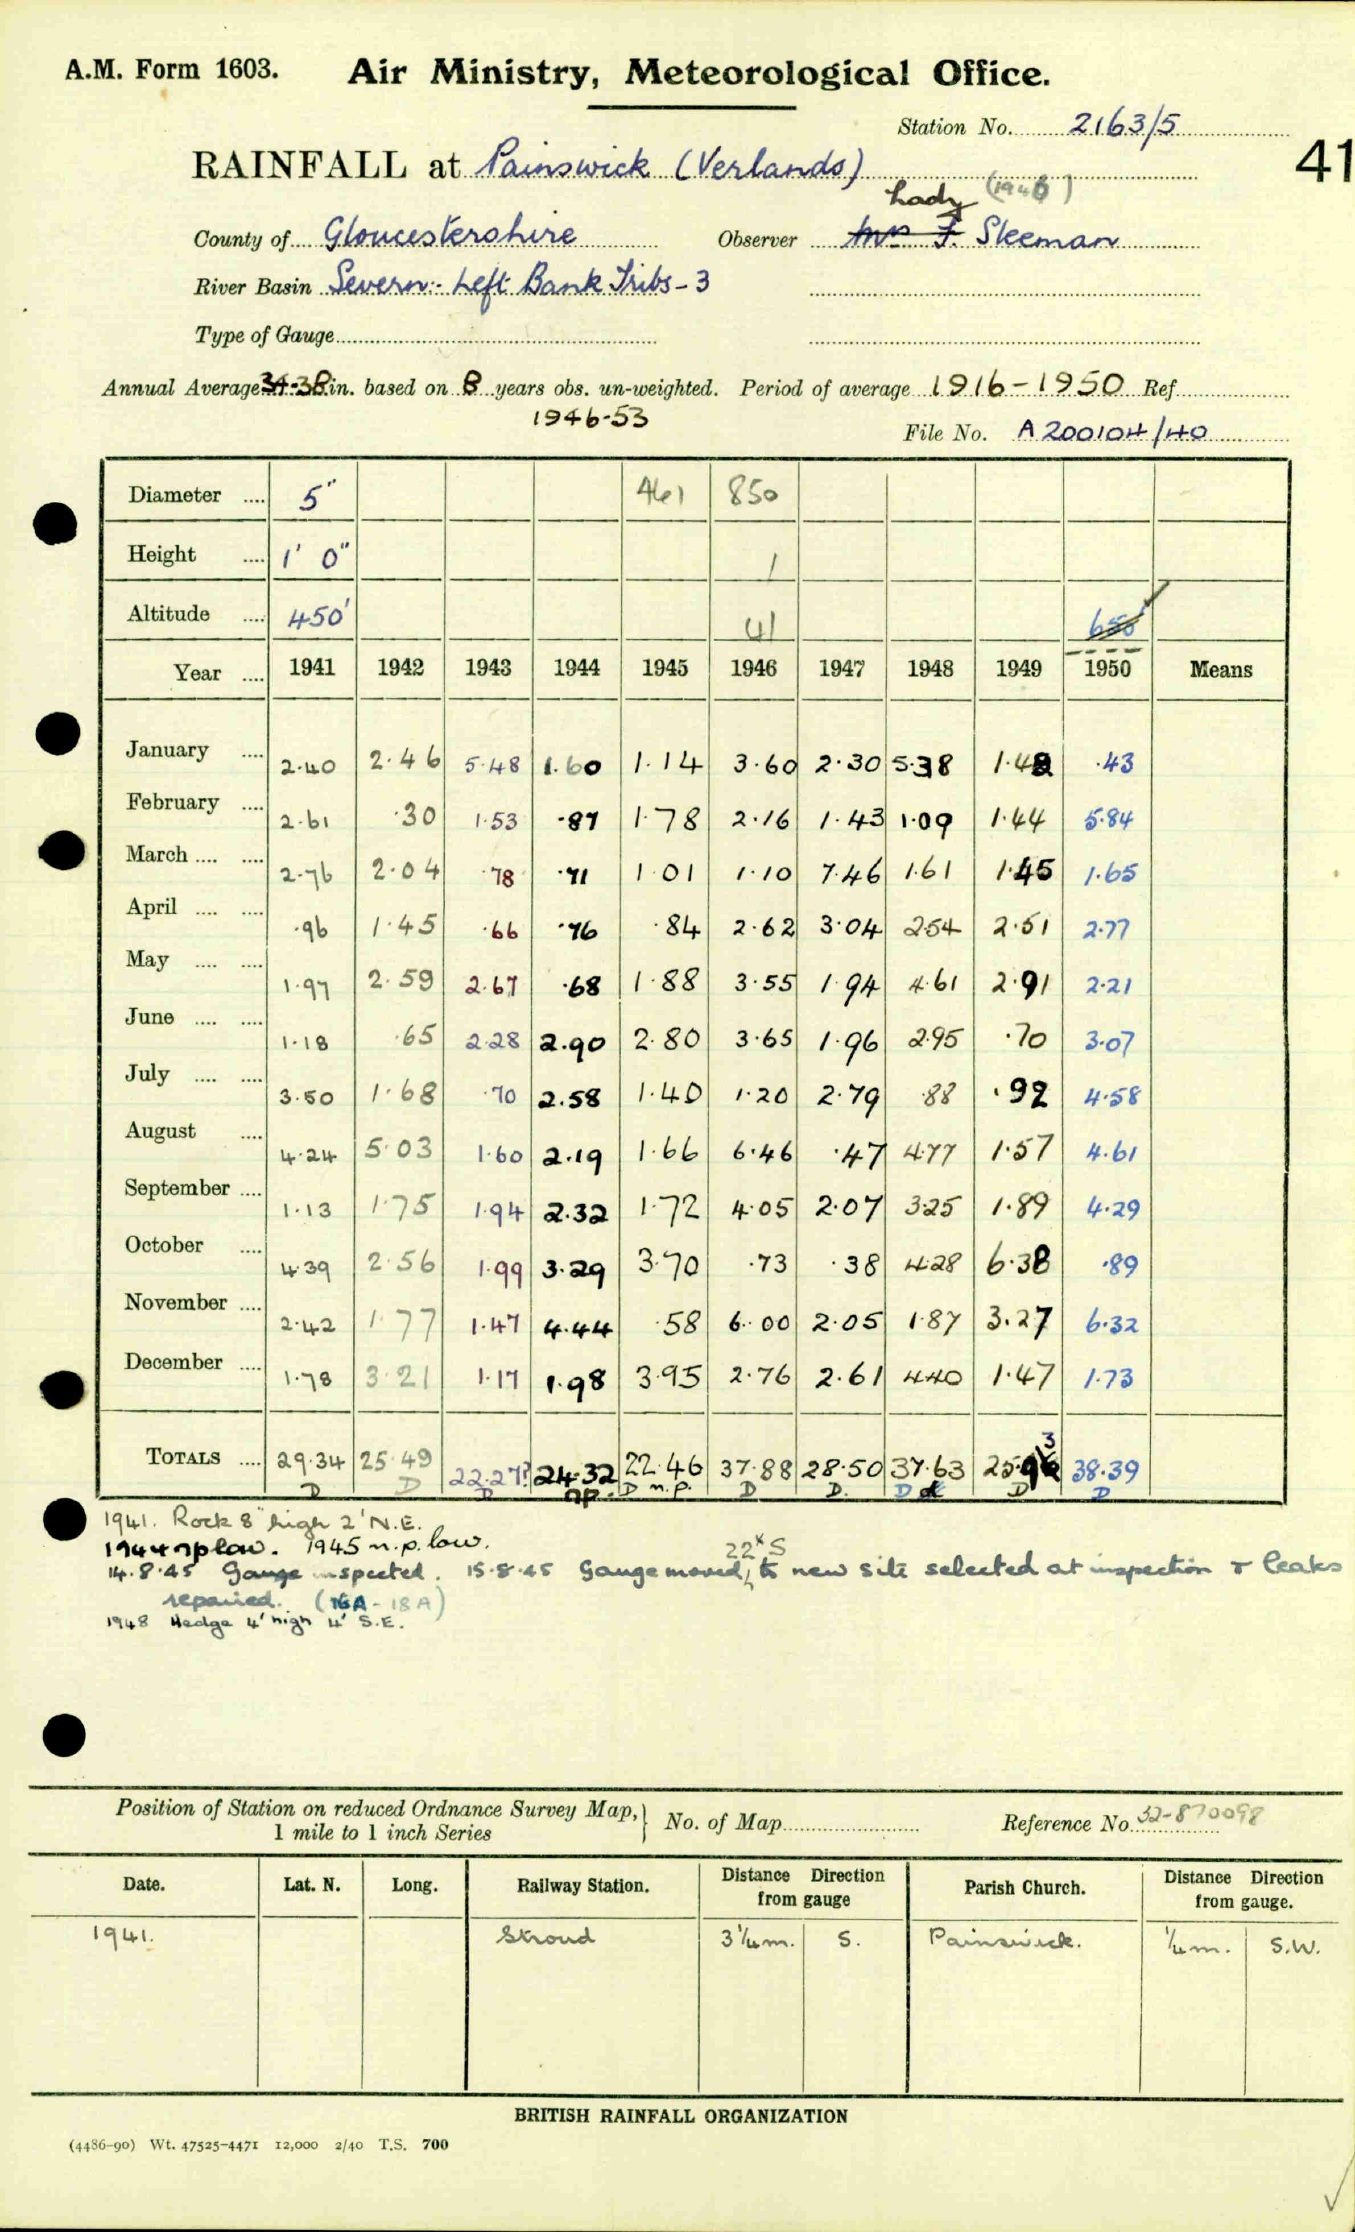 A.M. Form 1603. Air Ministry, Meteorological Office.
Station No. 2163/5
RAINFALL at Painswick (Verlands)
41
Lady (1946)
County of Gloucestershire Observer Mrs F. Sleeman
River Basin Severn:- Left Bank Tribs - 3
Type of Gauge
Annual Average 34.38 in. based on 8 years obs. un-weighted. Period of average 1916-1950 Ref.
1946-53
File No. A200104/40
Diameter .... 5" 461 850
Height .... 1' 0" 1
Altitude .... 450' 41 650
Year .... 1941 1942 1943 1944 1945 1946 1947 1948 1949 1950 Means
January .... 2.40 2.46 5.48 1.60 1.14 3.60 2.30 5.38 1.42 .43
February .... 2.61 .30 1.53 .87 1.78 2.16 1.43 1.09 1.44 5.84
March .... .... 2.76 2.04 .78 .71 1.01 1.10 7.46 1.61 1.45 1.65
April .... .... .96 1.45 .66 .76 .84 2.62 3.04 2.54 2.51 2.77
May .... .... 1.97 2.59 2.67 .68 1.88 3.55 1.94 4.61 2.91 2.21
June .... .... 1.18 .65 2.28 2.90 2.80 3.65 1.96 2.95 .70 3.07
July .... .... 3.50 1.68 .70 2.58 1.40 1.20 2.79 .88 .92 4.58
August .... 4.24 5.03 1.60 2.19 1.66 6.46 .47 4.77 1.57 4.61
September .... 1.13 1.75 1.94 2.32 1.72 4.05 2.07 3.25 1.89 4.29
October .... 4.39 2.56 1.99 3.29 3.70 .73 .38 4.28 6.38 .89
November .... 2.42 1.77 1.47 4.44 .58 6.00 2.05 1.87 3.27 6.32
December .... 1.78 3.21 1.17 1.98 3.95 2.76 2.61 4.40 1.47 1.73
3
TOTALS .... 29.34 25.49 22.27? 24.32 22.46 37.88 28.50 37.63 25.9 38.39
D D D np. D n.p. D D. D D D
1941. Rock 8" high 2' N.E.
1944 np low. 1945 n.p. low.
22x S
14.8.45 Gauge inspected. 15.8.45 Gauge moved, to new site selected at inspection & leaks
repaired. (16A - 18A)
1948 Hedge 4' high 4' S.E.
Position of Station on reduced Ordnance Survey Map, } No. of Map Reference No. 32-870098
1 mile to 1 inch Series
Date. Lat. N. Long. Railway Station. Distance Direction from gauge Parish Church. Distance Direction from gauge.
1941. Stroud 3¼m. S. Painswick. ¼m. S.W.
BRITISH RAINFALL ORGANIZATION
(4486-90) Wt. 47525-4471 12,000 2/40 T.S. 700